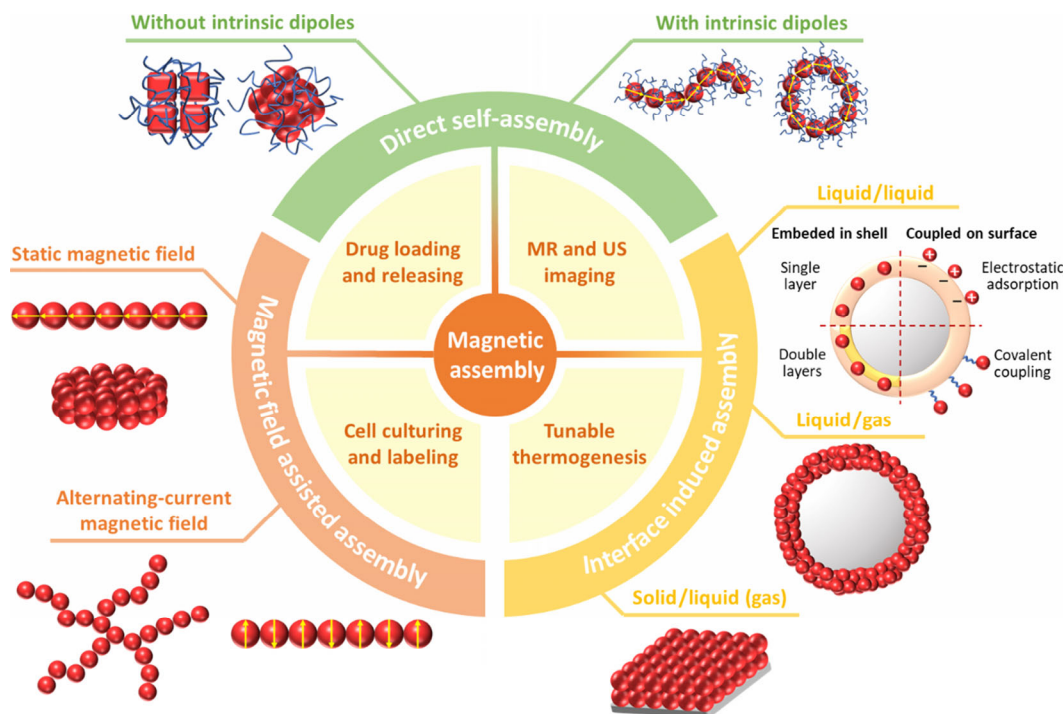 Without intrinsic dipoles
With intrinsic dipoles
Direct self-assembly
Liquid/liquid
Embeded in shell
Coupled on surface
Single
layer
Electrostatic
adsorption
+
+
+
−
−
−
Double
layers
Covalent
coupling
Static magnetic field
Drug loading
and releasing
MR and US
imaging
Magnetic
assembly
Cell culturing
and labeling
Tunable
thermogenesis
Magnetic field assisted assembly
Interface induced assembly
Liquid/gas
Alternating-current
magnetic field
Solid/liquid (gas)